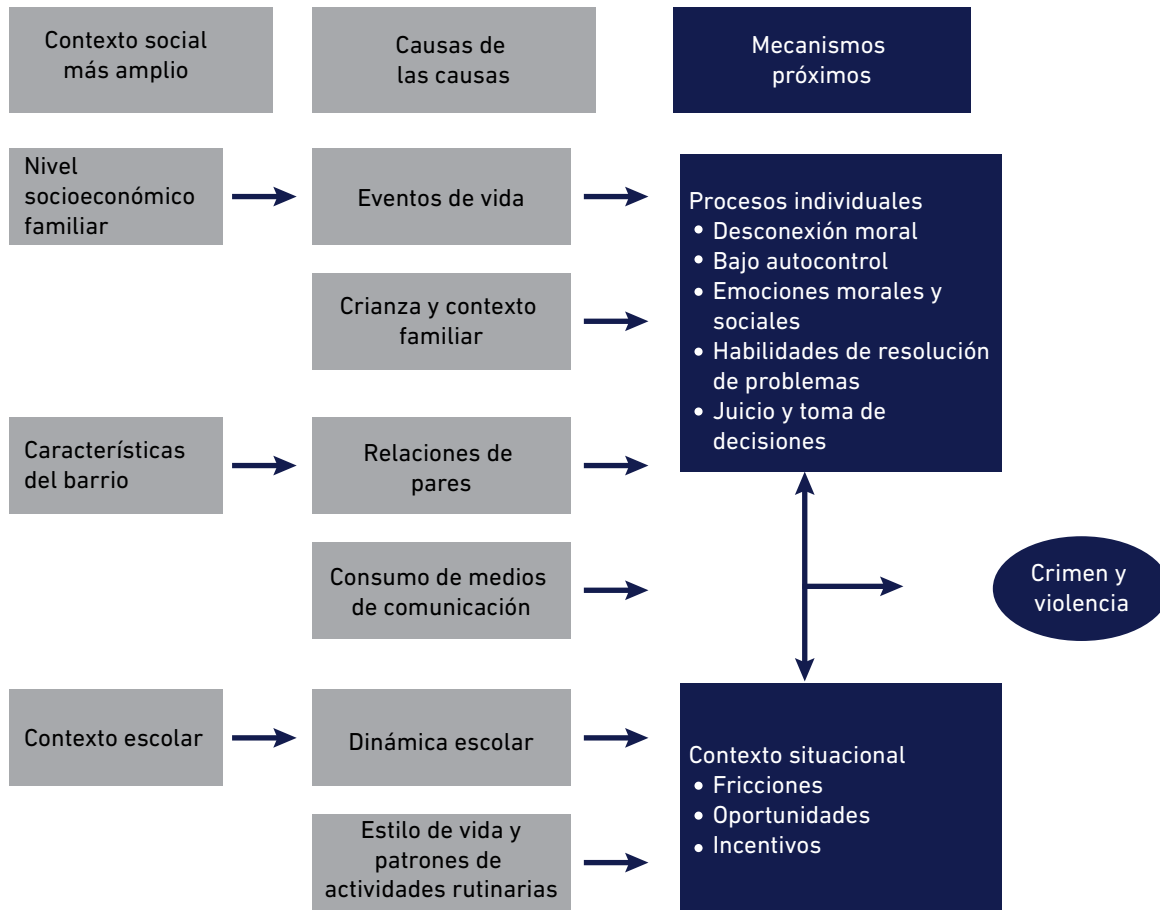 Contexto social
más amplio
Causas de
las causas
Mecanismos
próximos
Nivel
socioeconómico
familiar
Eventos de vida
Crianza y contexto
familiar
Procesos individuales
• Desconexión moral
• Bajo autocontrol
• Emociones morales y
sociales
• Habilidades de resolución
de problemas
• Juicio y toma de
decisiones
Características
del barrio
Relaciones de
pares
Consumo de medios
de comunicación
Crimen y
violencia
Contexto escolar
Dinámica escolar
Estilo de vida y
patrones de
actividades rutinarias
Contexto situacional
• Fricciones
• Oportunidades
• Incentivos